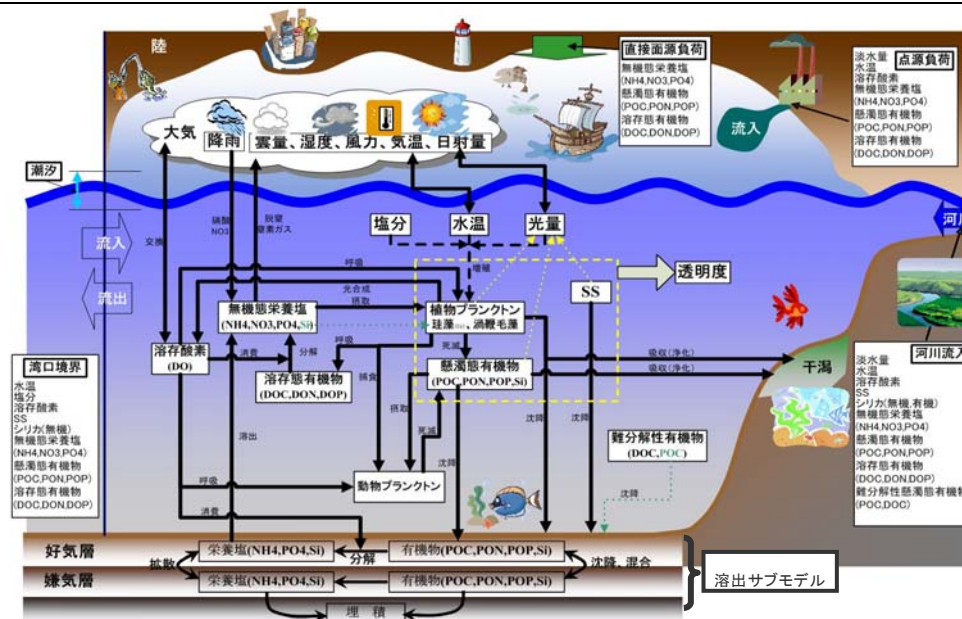 陸
直接面源負荷
無機態栄養塩
(NH4,NO3,PO4)
懸濁態有機物
(POC,PON,POP)
溶存態有機物
(DOC,DON,DOP)
点源負荷
淡水量
水温
溶存酸素
無機態栄養塩
(NH4,NO3,PO4)
懸濁態有機物
(POC,PON,POP)
溶存態有機物
(DOC,DON,DOP)
流入
大気
降雨
雲量、湿度、風力、気温、日射量
潮汐
流入
流出
交換
硝酸
NO3
脱窒
窒素ガス
塩分
水温
光量
増殖
呼吸
光合成
摂取
SS
透明度
河川
無機態栄養塩
(NH4,NO3,PO4,Si)
植物プランクトン
珪藻
、渦鞭毛藻
溶存酸素
(DO)
消費
分解
呼吸
溶存態有機物
(DOC,DON,DOP)
死滅
懸濁態有機物
(POC,PON,POP,Si)
吸収(浄化)
吸収(浄化)
干潟
捕食
摂取
死滅
沈降
沈降
沈降
溶出
難分解性有機物
(DOC,POC)
沈降
呼吸
動物プランクトン
消費
湾口境界
水温
塩分
溶存酸素
SS
シリカ(無機)
無機態栄養塩
(NH4,NO3,PO4)
懸濁態有機物
(POC,PON,POP)
溶存態有機物
(DOC,DON,DOP)
河川流入
淡水量
水温
溶存酸素
SS
シリカ(無機,有機)
無機態栄養塩
(NH4,NO3,PO4)
懸濁態有機物
(POC,PON,POP)
溶存態有機物
(DOC,DON,DOP)
難分解性懸濁態有機物
(POC,DOC)
好気層
栄養塩(NH4,PO4,Si)
分解
有機物(POC,PON,POP,Si)
拡散
沈降、混合
嫌気層
栄養塩(NH4,PO4,Si)
有機物(POC,PON,POP,Si)
埋 積
溶出サブモデル